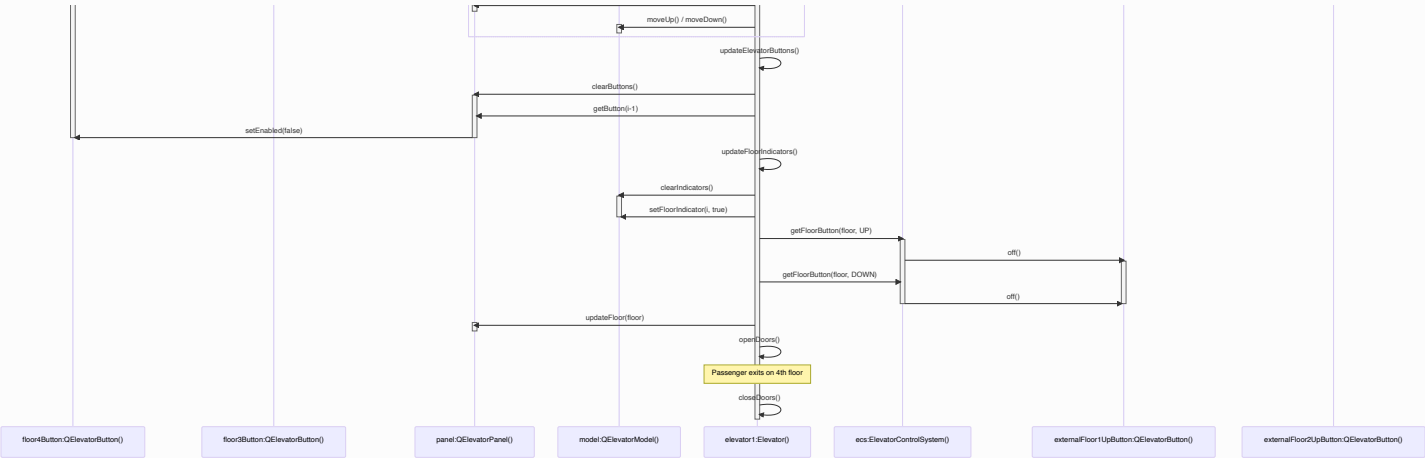 moveUp() / moveDown()
updateElevatorButtons()
clearButtons()
getButton(i-1)
setEnabled(false)
updateFloorIndicators()
clearIndicators()
setFloorIndicator(i, true)
getFloorButton(floor, UP)
off()
getFloorButton(floor, DOWN)
off()
updateFloor(floor)
openDoors()
Passenger exits on 4th floor
closeDoors()
floor4Button:QElevatorButton()
floor3Button:QElevatorButton()
panel:QElevatorPanel()
model:QElevatorModel()
elevator1:Elevator()
ecs:ElevatorControlSystem()
externalFloor1UpButton:QElevatorButton()
externalFloor2UpButton:QElevatorButton()